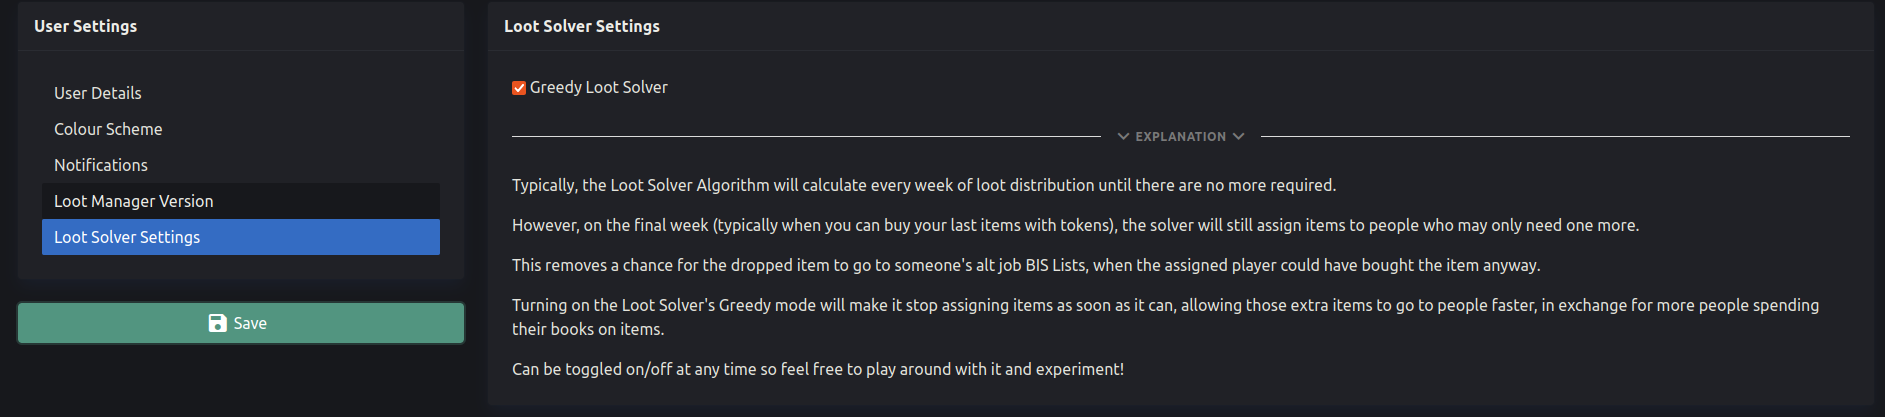 User Settings
User Details
Colour Scheme
Notifications
Loot Manager Version
Loot Solver Settings
Save
Loot Solver Settings
Greedy Loot Solver
EXPLANATION
Typically, the Loot Solver Algorithm will calculate every week of loot distribution until there are no more required.
However, on the final week (typically when you can buy your last items with tokens), the solver will still assign items to people who may only need one more.
This removes a chance for the dropped item to go to someone's alt job BIS Lists, when the assigned player could have bought the item anyway.
Turning on the Loot Solver's Greedy mode will make it stop assigning items as soon as it can, allowing those extra items to go to people faster, in exchange for more people spending
their books on items.
Can be toggled on/off at any time so feel free to play around with it and experiment!